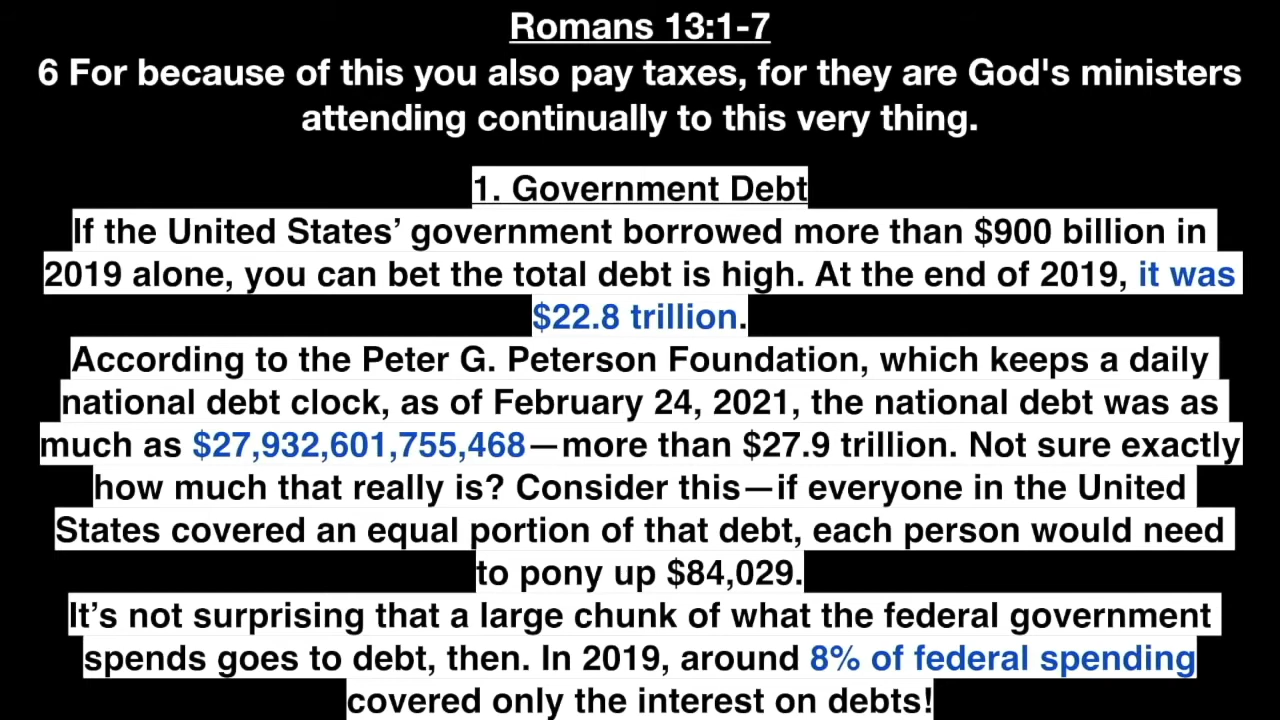 Romans 13:1-7
6 For because of this you also pay taxes, for they are God's ministers
attending continually to this very thing.
1. Government Debt
If the United States’ government borrowed more than $900 billion in
2019 alone, you can bet the total debt is high. At the end of 2019, it was
$22.8 trillion.
According to the Peter G. Peterson Foundation, which keeps a daily
national debt clock, as of February 24, 2021, the national debt was as
much as $27,932,601,755,468—more than $27.9 trillion. Not sure exactly
how much that really is? Consider this—if everyone in the United
States covered an equal portion of that debt, each person would need
to pony up $84,029.
It’s not surprising that a large chunk of what the federal government
spends goes to debt, then. In 2019, around 8% of federal spending
covered only the interest on debts!